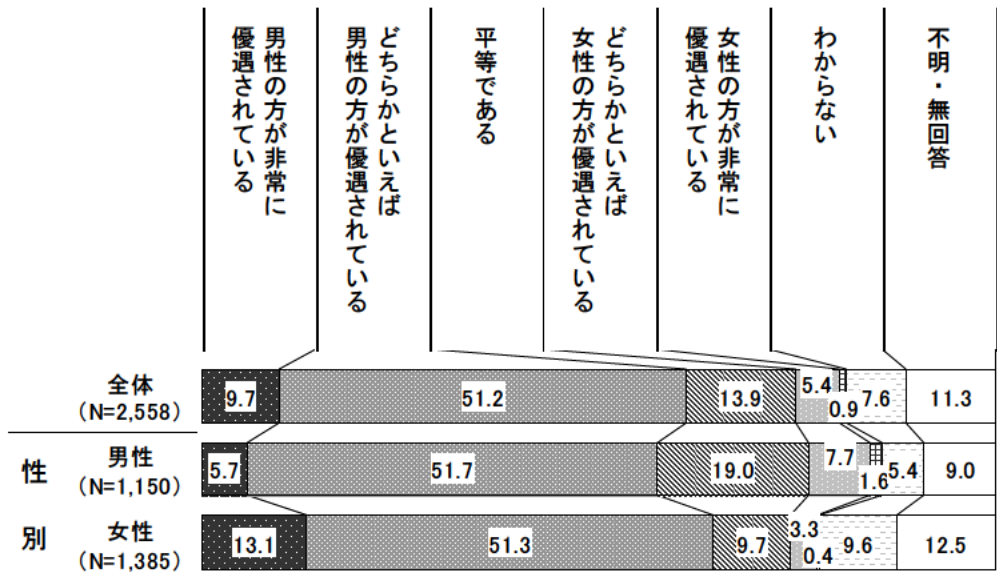 男性の方が非常に
優遇されている
どちらかといえば
男性の方が優遇されている
平等である
どちらかといえば
女性の方が優遇されている
女性の方が非常に
優遇されている
わからない
不明・無回答
全体
(N=2,558)
9.7 51.2 13.9 5.4 0.9 7.6 11.3
性別
男性
(N=1,150)
5.7 51.7 19.0 7.7 1.6 5.4 9.0
女性
(N=1,385)
13.1 51.3 9.7 3.3 0.4 9.6 12.5